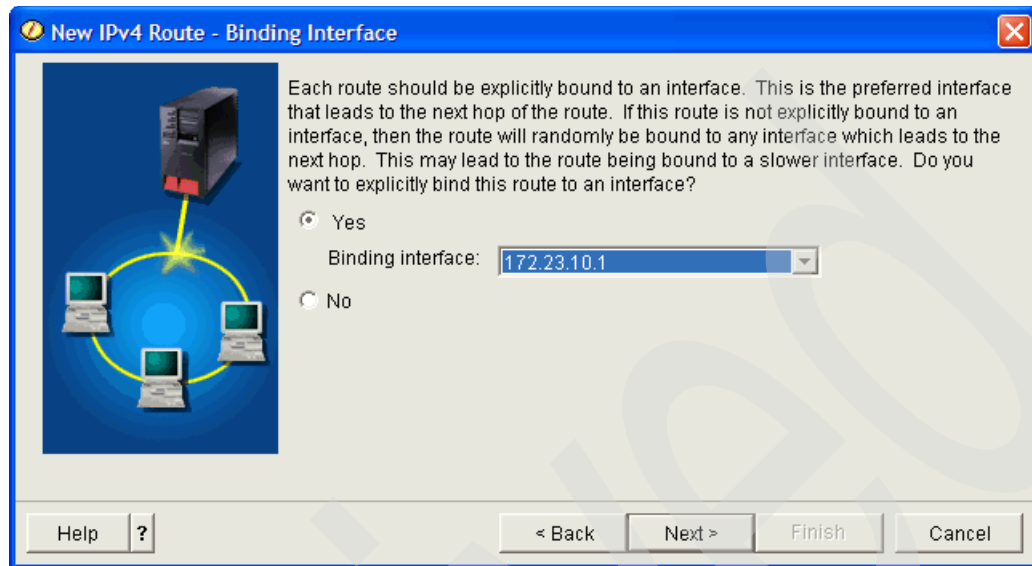 New IPv4 Route - Binding Interface
Each route should be explicitly bound to an interface. This is the preferred interface
that leads to the next hop of the route. If this route is not explicitly bound to an
interface, then the route will randomly be bound to any interface which leads to the
next hop. This may lead to the route being bound to a slower interface. Do you
want to explicitly bind this route to an interface?
Yes
Binding interface: 172.23.10.1
No
Help ? < Back Next > Finish Cancel